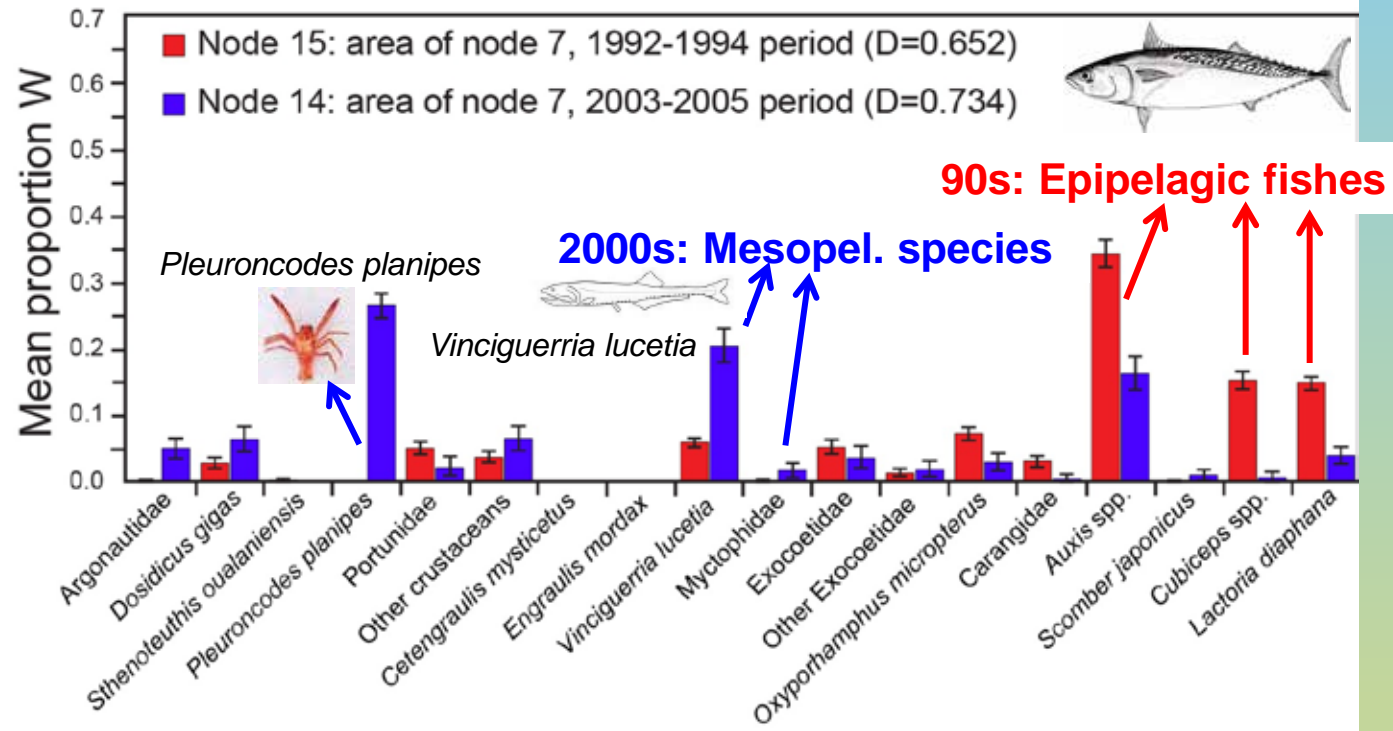 Mean proportion W
0.7
0.6
0.5
0.4
0.3
0.2
0.1
0.0
Node 15: area of node 7, 1992-1994 period (D=0.652)
Node 14: area of node 7, 2003-2005 period (D=0.734)
90s: Epipelagic fishes
2000s: Mesopel. species
Pleuroncodes planipes
Vinciguerria lucetia
Argonautidae
Dosidicus gigas
Sthenoteuthis oualaniensis
Pleuroncodes planipes
Portunidae
Other crustaceans
Cetengraulis mysticetus
Engraulis mordax
Vinciguerria lucetia
Myctophidae
Exocoetidae
Other Exocoetidae
Oxyporhamphus micropterus
Carangidae
Auxis spp.
Scomber japonicus
Cubiceps spp.
Lactoria diaphana